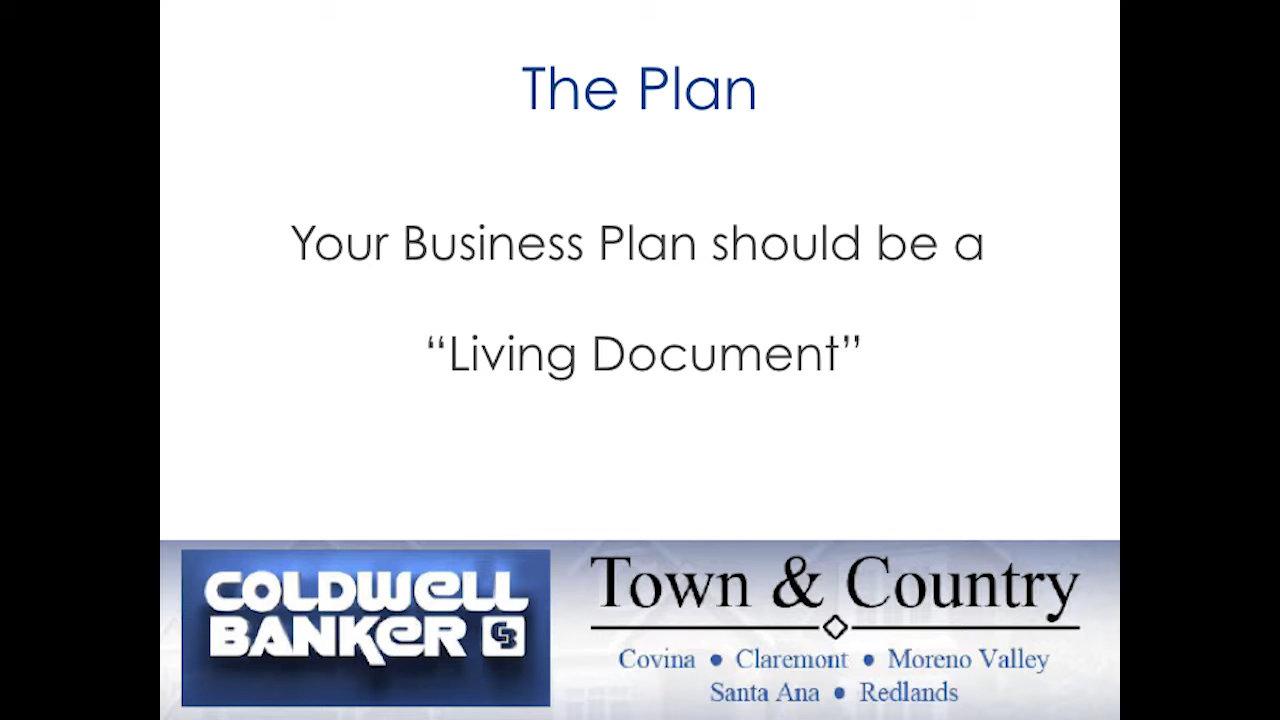 The Plan
Your Business Plan should be a
“Living Document”
COLDWELL
BANKER CB
Town & Country
Covina • Claremont • Moreno Valley
Santa Ana • Redlands